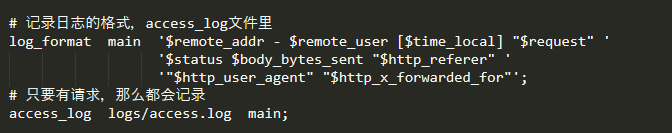 # 记录日志的格式，access_log文件里
log_format  main  '$remote_addr - $remote_user [$time_local] "$request" '
                  '$status $body_bytes_sent "$http_referer" '
                  '"$http_user_agent" "$http_x_forwarded_for"';
# 只要有请求，那么都会记录
access_log  logs/access.log  main;